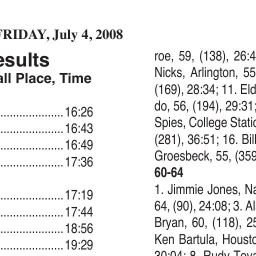 FRIDAY, July 4, 2008
esults
all Place, Time
16:26
16:43
16:49
17:36
17:19
17:44
18:56
19:29
roe, 59, (138), 26:4
Nicks, Arlington, 55
(169), 28:34; 11. Eld
do, 56, (194), 29:31;
Spies, College Statio
(281), 36:51; 16. Bill
Groesbeck, 55, (359
60-64
1. Jimmie Jones, Na
64, (90), 24:08; 3. Al
Bryan, 60, (118), 25
Ken Bartula, Housto
30:04; 8. Rudy